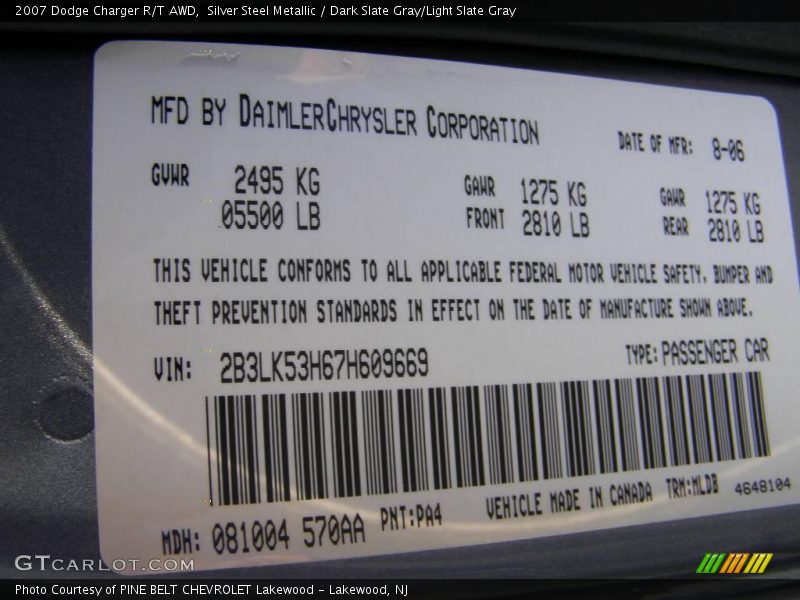 2007 Dodge Charger R/T AWD,  Silver Steel Metallic / Dark Slate Gray/Light Slate Gray
MFD BY DAIMLERCHRYSLER CORPORATION
DATE OF MFR: 8-06
GVWR 2495 KG GAWR 1275 KG GAWR 1275 KG
05500 LB FRONT 2810 LB REAR 2810 LB
THIS VEHICLE CONFORMS TO ALL APPLICABLE FEDERAL MOTOR VEHICLE SAFETY, BUMPER AND
THEFT PREVENTION STANDARDS IN EFFECT ON THE DATE OF MANUFACTURE SHOWN ABOVE.
VIN: 2B3LK53H67H609669 TYPE: PASSENGER CAR
MDH: 081004 570AA PNT:PA4 VEHICLE MADE IN CANADA TRM:MLDB 4648104
GTCARLOT.COM
Photo Courtesy of PINE BELT CHEVROLET Lakewood - Lakewood, NJ